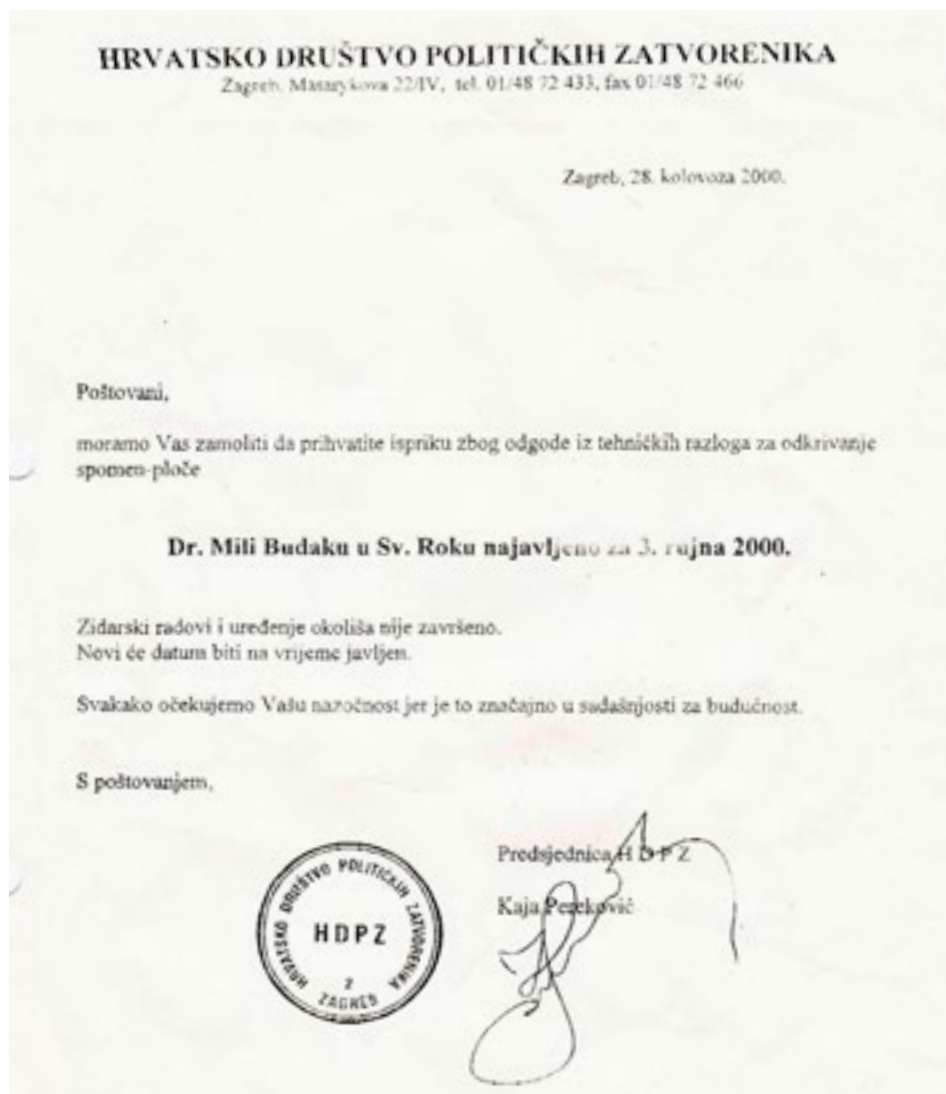 HRVATSKO DRUŠTVO POLITIČKIH ZATVORENIKA
Zagreb, Masarykova 22/IV, tel. 01/48 72 433, fax 01/48 72 466
Zagreb, 28. kolovoza 2000.
Poštovani,
moramo Vas zamoliti da prihvatite ispriku zbog odgode iz tehničkih razloga za odkrivanje
spomen-ploče
Dr. Mili Budaku u Sv. Roku najavljeno za 3. rujna 2000.
Zidarski radovi i uređenje okoliša nije završeno.
Novi će datum biti na vrijeme javljen.
Svakako očekujemo Vašu nazočnost jer je to značajno u sadašnjosti za budućnost.
S poštovanjem,
Predsjednica H D P Z
Kaja Pereković
HRVATSKO DRUŠTVO POLITIČKIH ZATVORENIKA
HDPZ
2
ZAGREB